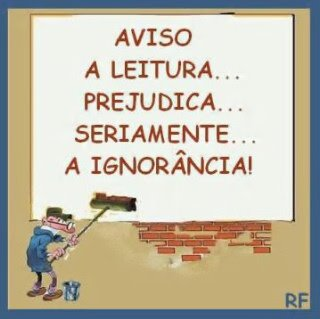 AVISO
A LEITURA...
PREJUDICA...
SERIAMENTE...
A IGNORÂNCIA!
RF